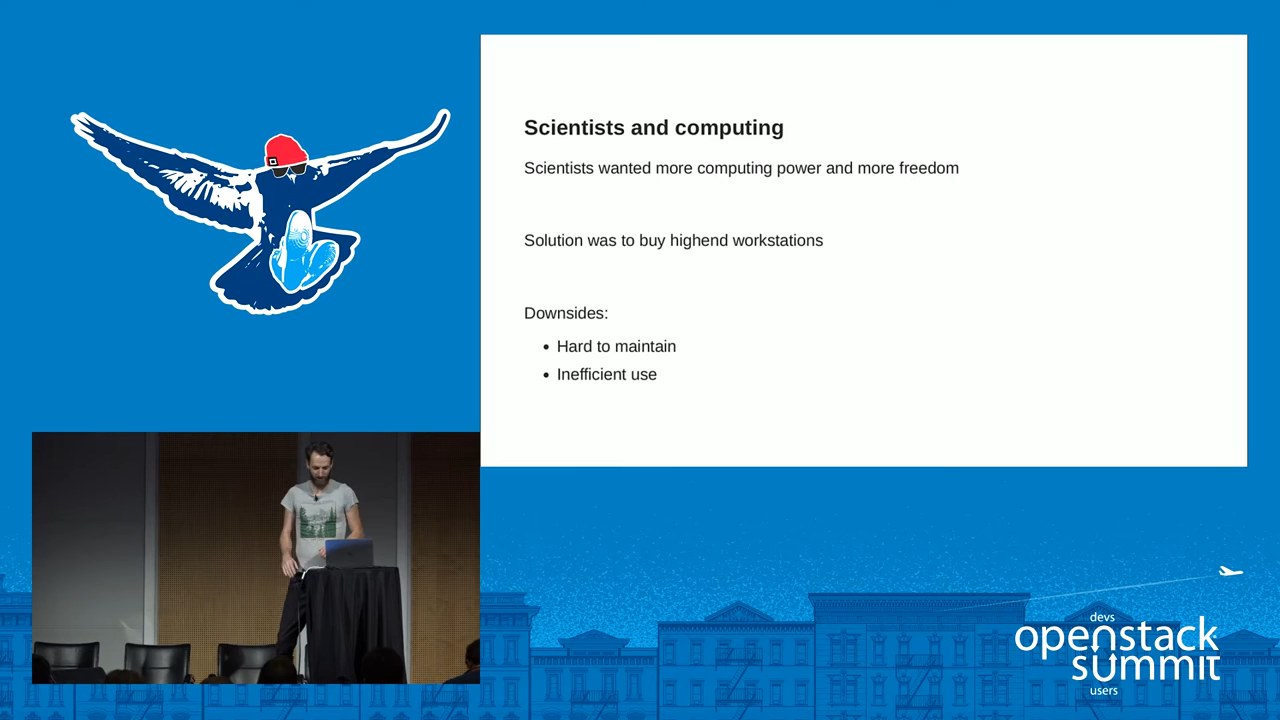 Scientists and computing
Scientists wanted more computing power and more freedom
Solution was to buy highend workstations
Downsides:
• Hard to maintain
• Inefficient use
devs
openstack
summit
users